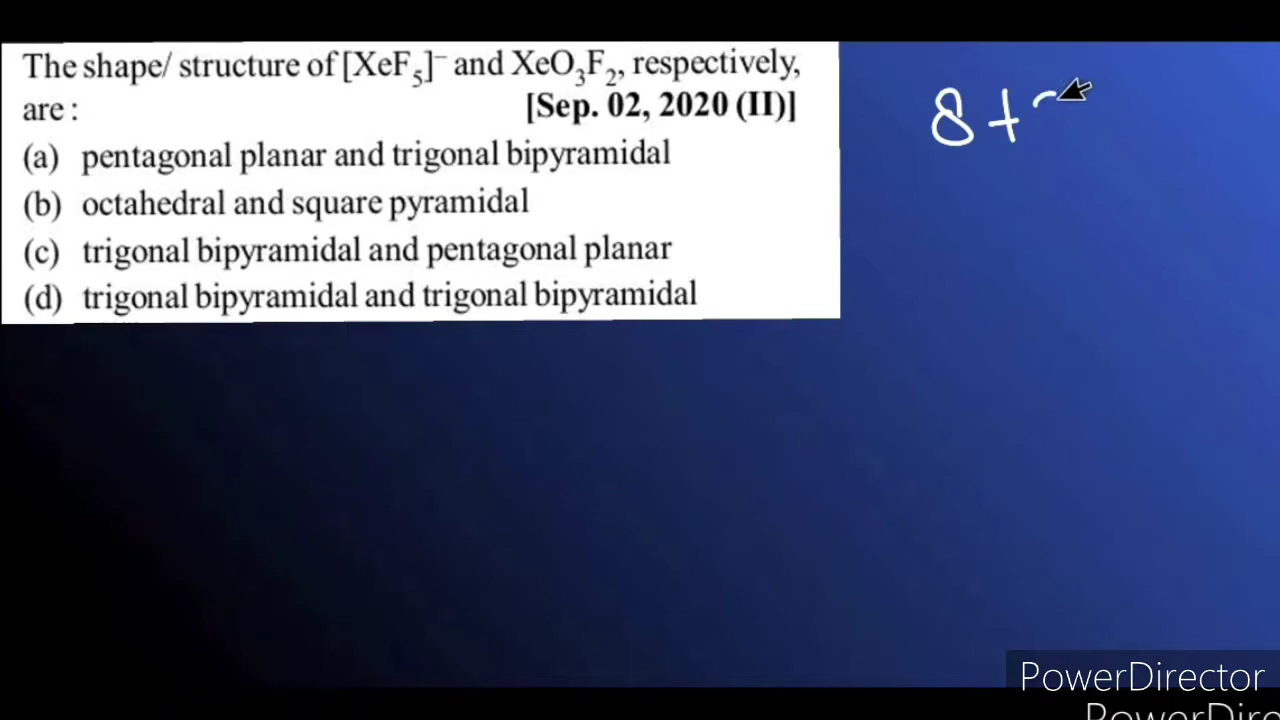 The shape/ structure of [XeF₅]⁻ and XeO₃F₂, respectively,
are : [Sep. 02, 2020 (II)]
(a) pentagonal planar and trigonal bipyramidal
(b) octahedral and square pyramidal
(c) trigonal bipyramidal and pentagonal planar
(d) trigonal bipyramidal and trigonal bipyramidal
8+
PowerDirector